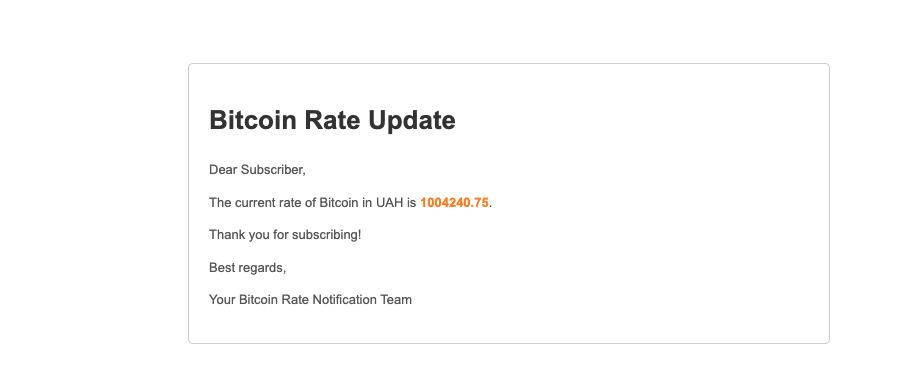 Bitcoin Rate Update
Dear Subscriber,
The current rate of Bitcoin in UAH is 1004240.75.
Thank you for subscribing!
Best regards,
Your Bitcoin Rate Notification Team